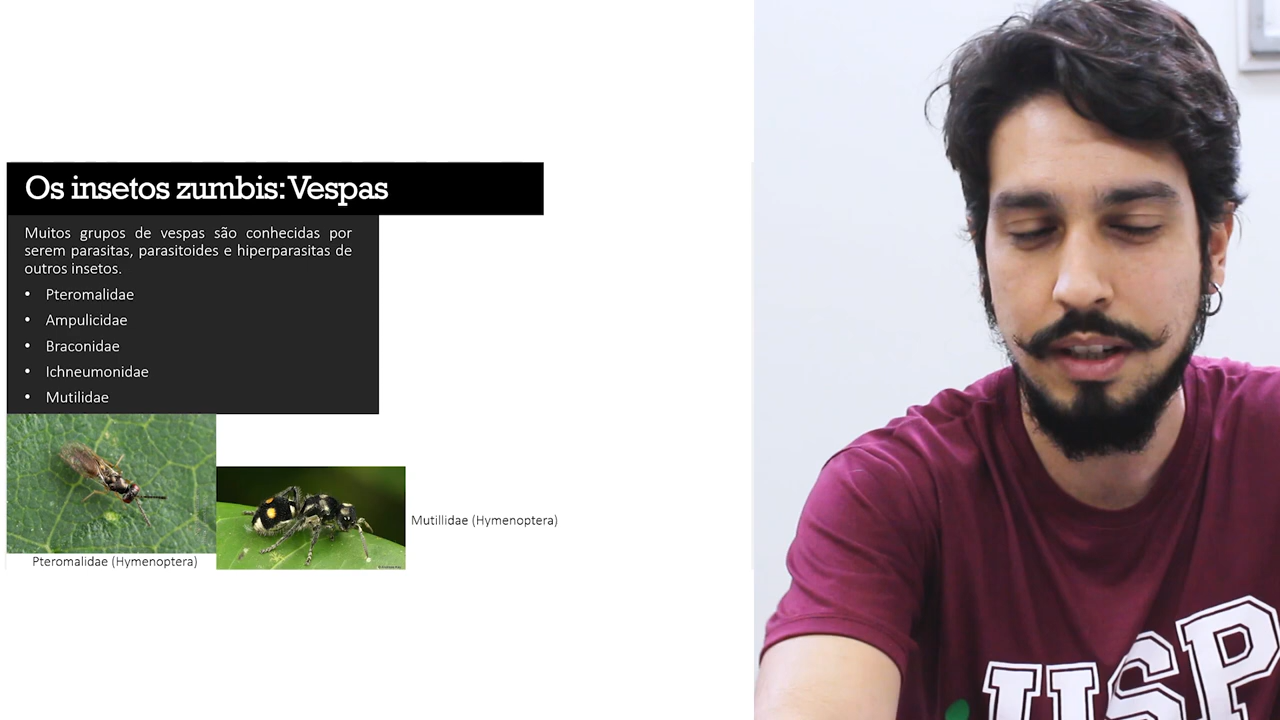 Os insetos zumbis: Vespas
Muitos grupos de vespas são conhecidas por
serem parasitas, parasitoides e hiperparasitas de
outros insetos.
• Pteromalidae
• Ampulicidae
• Braconidae
• Ichneumonidae
• Mutilidae
Mutillidae (Hymenoptera)
Pteromalidae (Hymenoptera)
USP